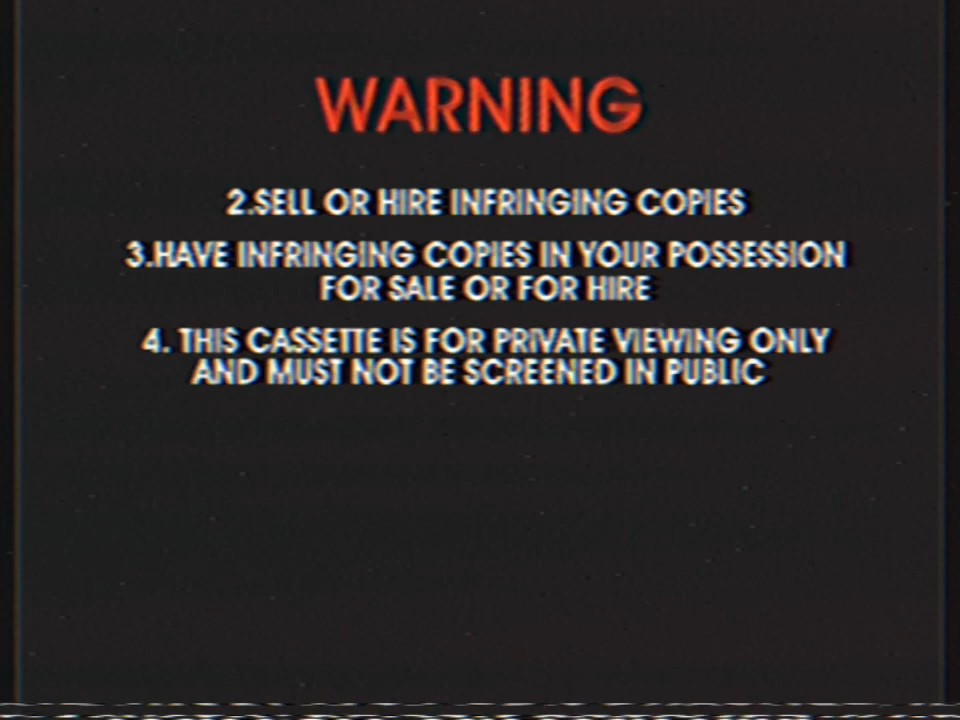 WARNING
2.SELL OR HIRE INFRINGING COPIES
3.HAVE INFRINGING COPIES IN YOUR POSSESSION
FOR SALE OR FOR HIRE
4. THIS CASSETTE IS FOR PRIVATE VIEWING ONLY
AND MUST NOT BE SCREENED IN PUBLIC